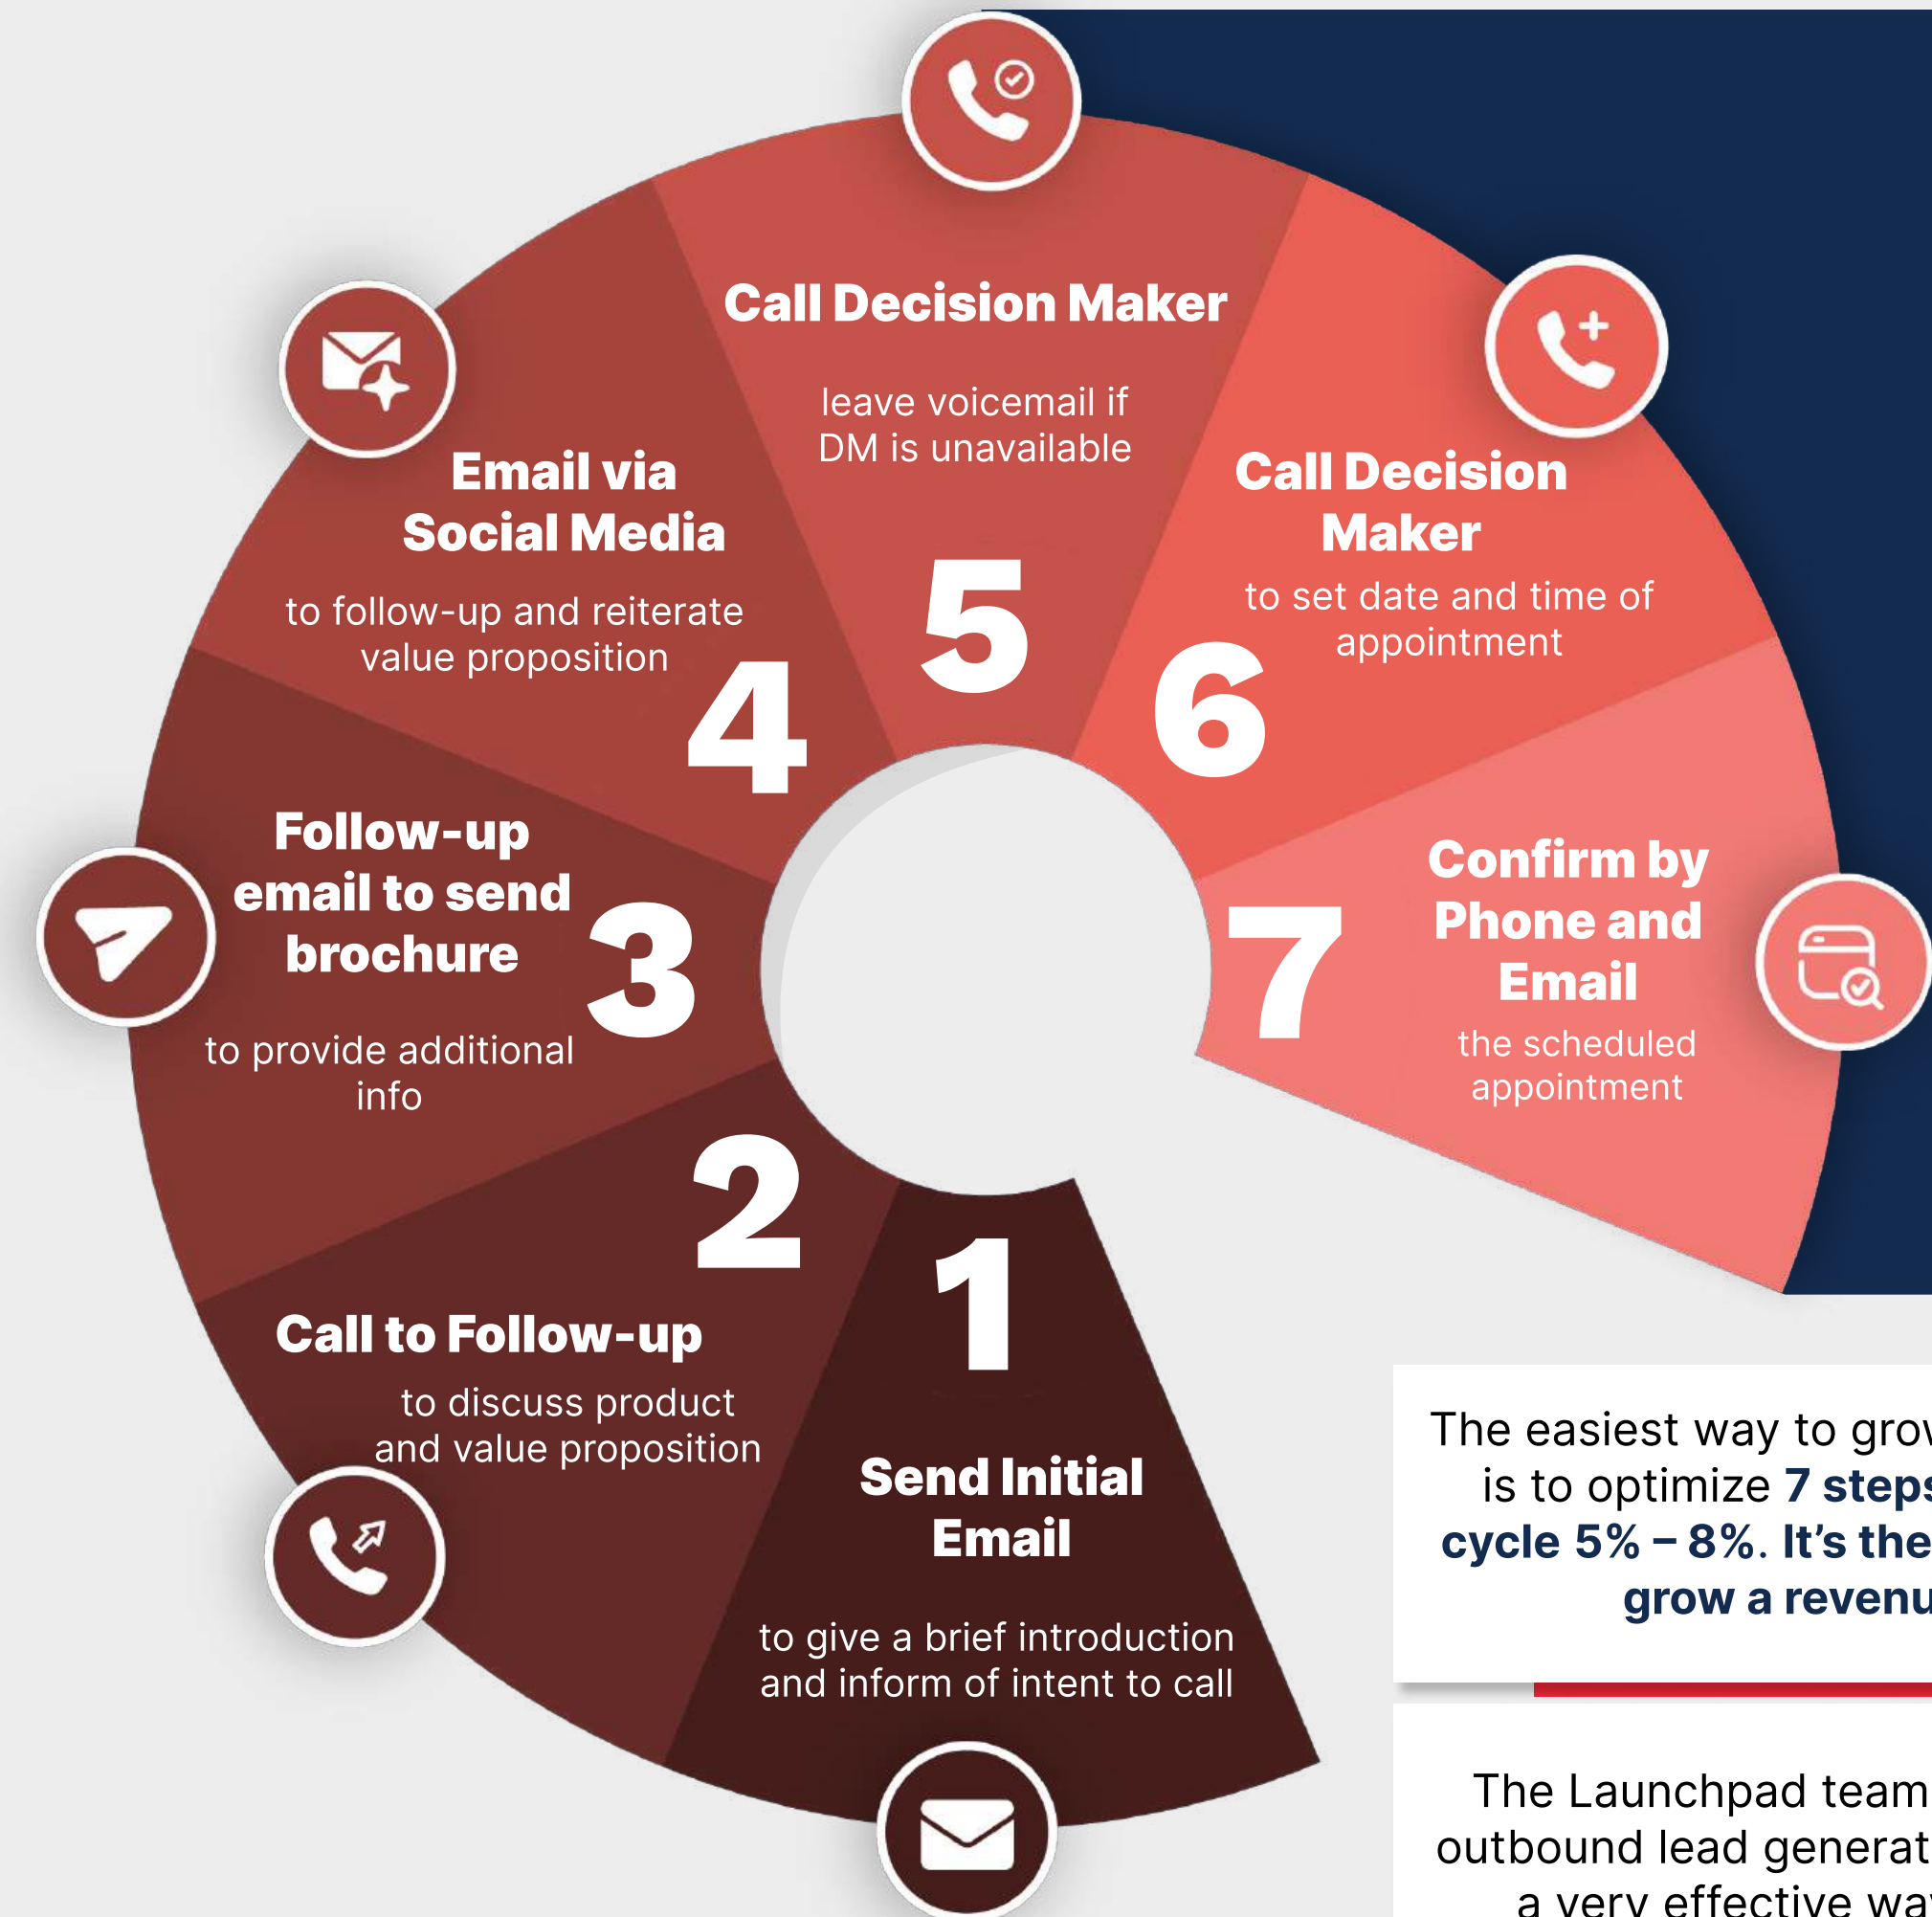 1
Send Initial
Email
to give a brief introduction
and inform of intent to call
2
Call to Follow-up
to discuss product
and value proposition
3
Follow-up
email to send
brochure
to provide additional
info
4
Email via
Social Media
to follow-up and reiterate
value proposition
5
Call Decision Maker
leave voicemail if
DM is unavailable
6
Call Decision
Maker
to set date and time of
appointment
7
Confirm by
Phone and
Email
the scheduled
appointment
The easiest way to
is to optimize 7 steps
cycle 5% – 8%. It’s the
grow a
The Launchpad team
outbound lead
a very effective